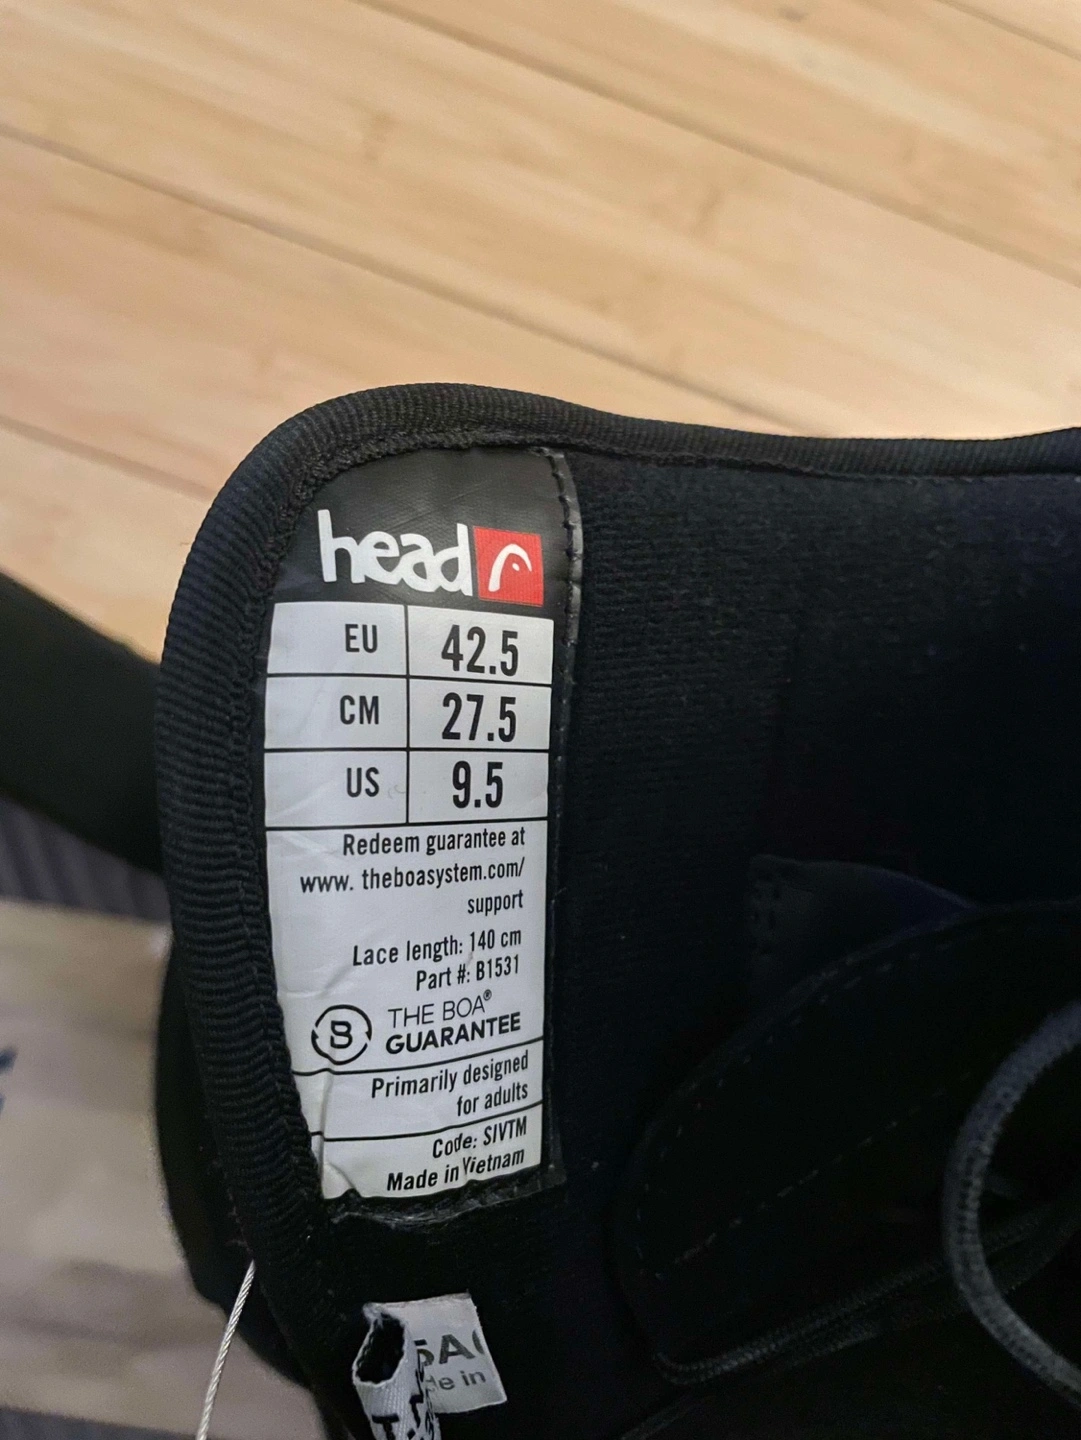 head
EU 42.5
CM 27.5
US 9.5
Redeem guarantee at
www. theboasystem.com/
support
Lace length: 140 cm
Part #: B1531
B THE BOA®
GUARANTEE
Primarily designed
for adults
Code: SIVTM
Made in Vietnam
in